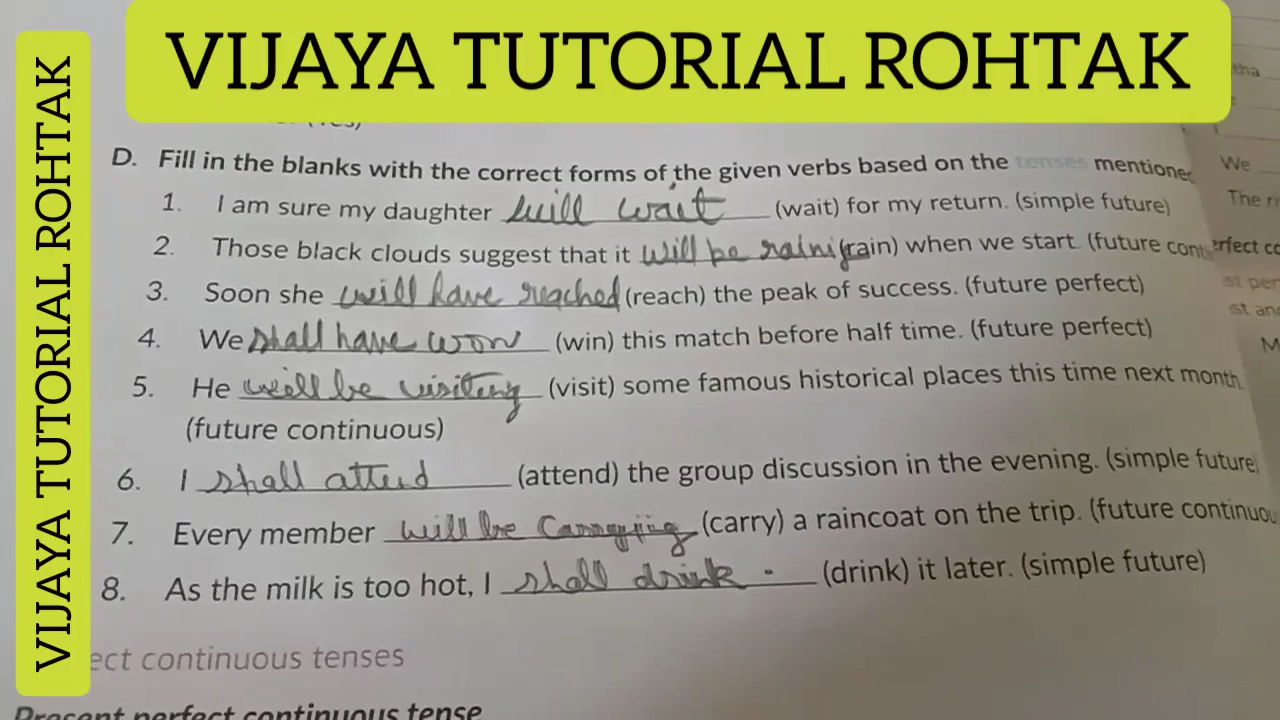 VIJAYA TUTORIAL ROHTAK
VIJAYA TUTORIAL ROHTAK
D. Fill in the blanks with the correct forms of the given verbs based on the tenses mentioned
1. I am sure my daughter will wait (wait) for my return. (simple future)
2. Those black clouds suggest that it will be raining (rain) when we start. (future cont
3. Soon she will have reached (reach) the peak of success. (future perfect)
4. We shall have won (win) this match before half time. (future perfect)
5. He will be visiting (visit) some famous historical places this time next month.
(future continuous)
6. I shall attend (attend) the group discussion in the evening. (simple future)
7. Every member will be carrying (carry) a raincoat on the trip. (future continuou
8. As the milk is too hot, I shall drink (drink) it later. (simple future)
ect continuous tenses
Present perfect continuous tense
We
The ri
erfect co